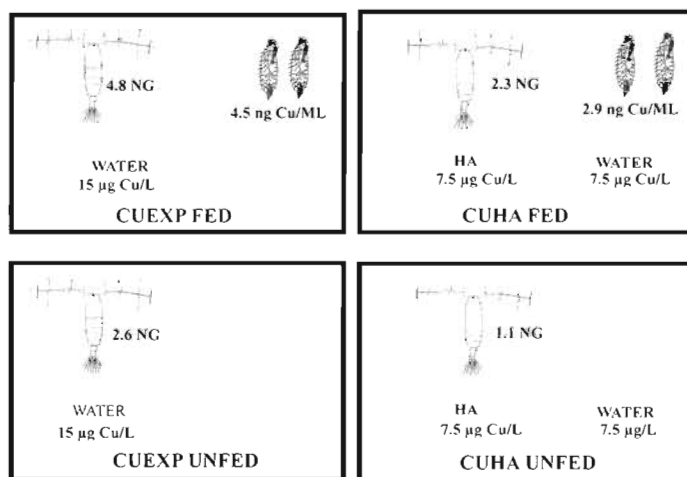 4.8 NG
4.5 ng Cu/ML
WATER
15 µg Cu/L
CUEXP FED
2.3 NG
2.9 ng Cu/ML
HA
7.5 µg Cu/L
WATER
7.5 µg Cu/L
CUHA FED
2.6 NG
WATER
15 µg Cu/L
CUEXP UNFED
1.1 NG
HA
7.5 µg Cu/L
WATER
7.5 µg/L
CUHA UNFED